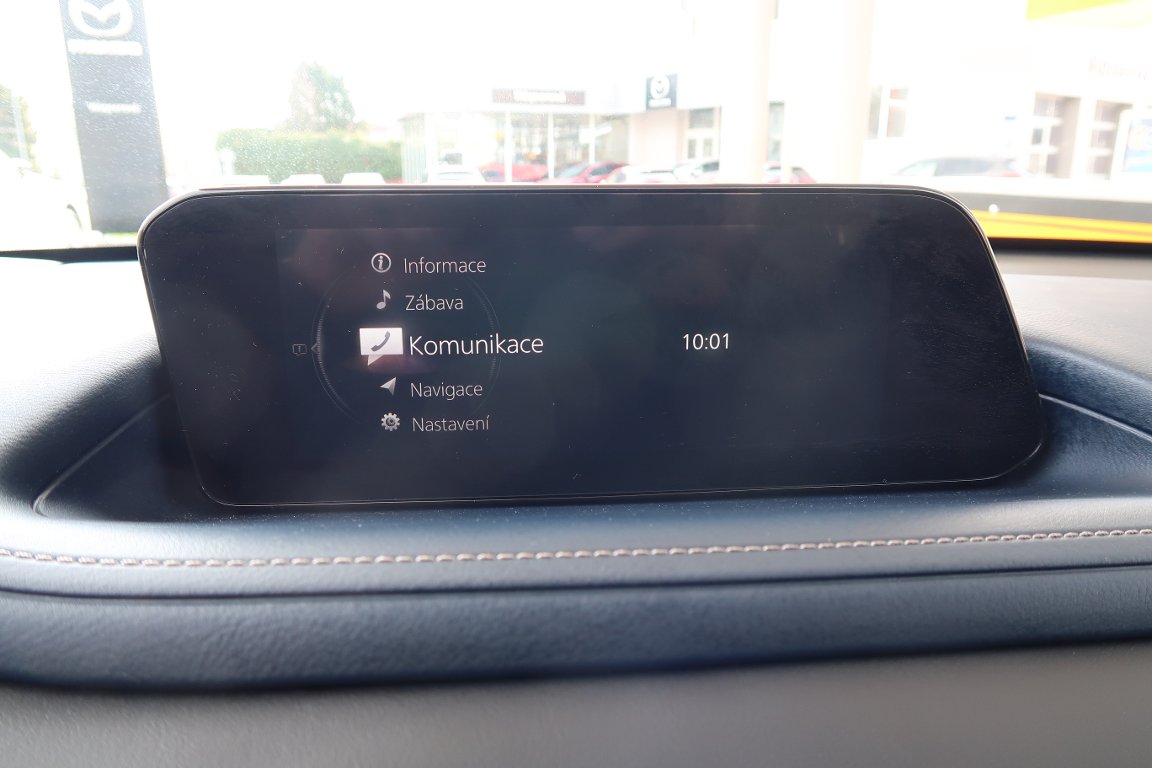 Informace
Zábava
Komunikace
10:01
Navigace
Nastavení